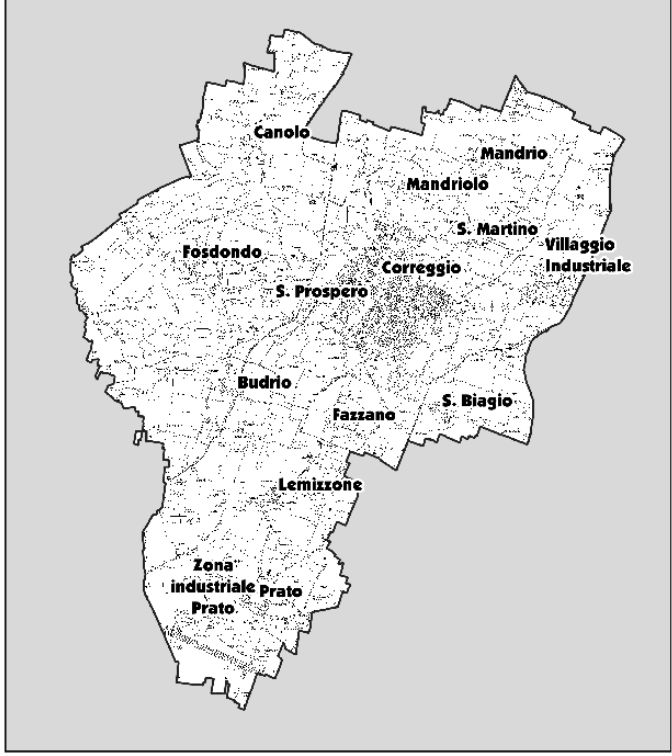 Canolo
Mandrio
Mandriolo
S. Martino
Villaggio
Industriale
Fosdondo
Correggio
S. Prospero
Budrio
S. Biagio
Fazzano
Lemizzone
Zona
industriale
Prato
Prato